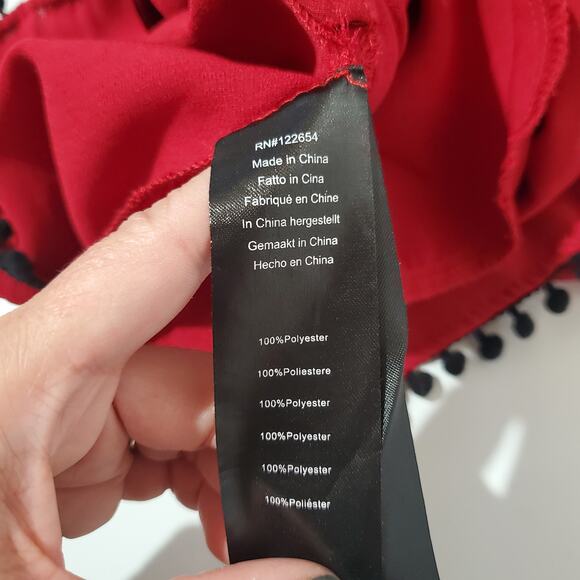 RN#122654
Made in China
Fatto in Cina
Fabriqué en Chine
In China hergestellt
Gemaakt in China
Hecho en China
100%Polyester
100%Poliestere
100%Polyester
100%Polyester
100%Polyester
100%Poliéster